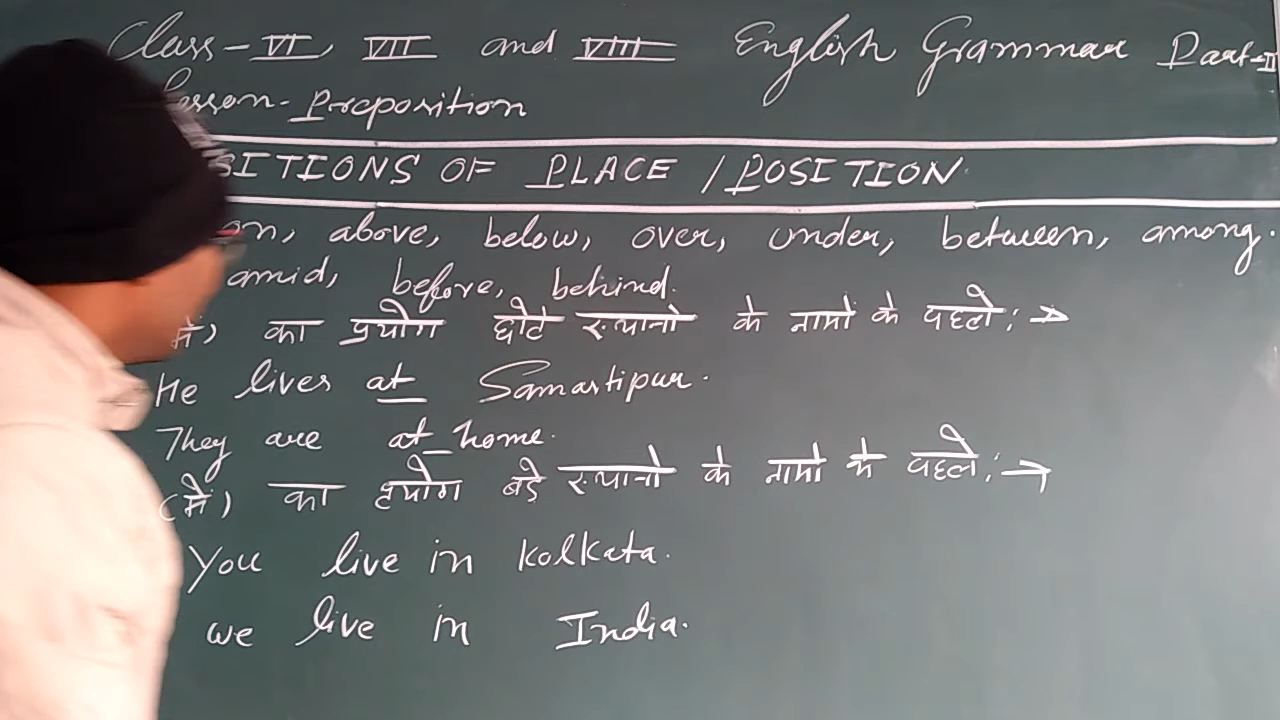 Class-VI VII and VIII English Grammar Part-II
Lesson-Preposition
SITIONS OF PLACE / POSITION
on, above, below, over, under, between, among.
amid, before, behind.
में) का प्रयोग छोटे स्थानो के नामो के पहले:→
He lives at Samastipur.
They are at home.
(में) का प्रयोग बड़े स्थानो के नामो के पहले:→
You live in Kolkata.
we live in India.